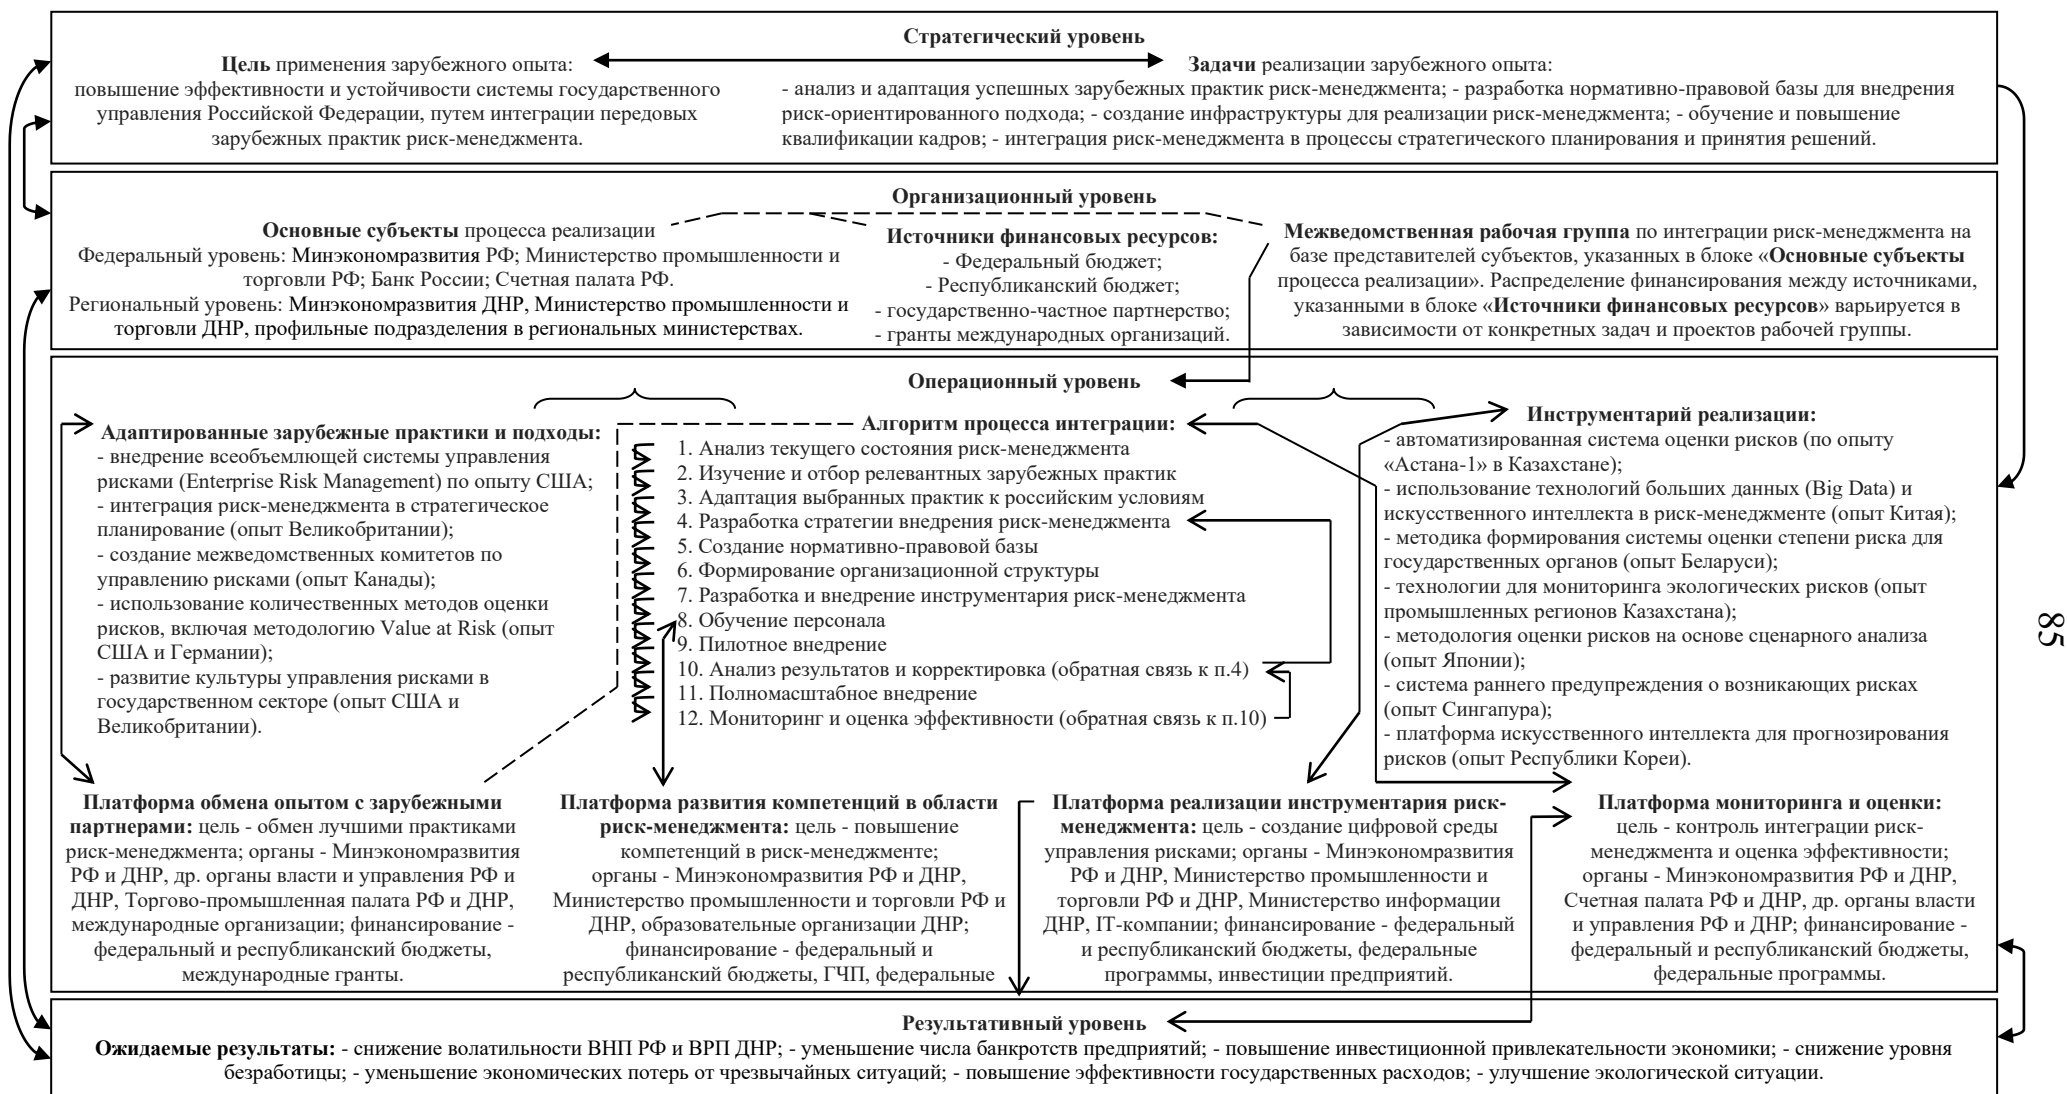 Стратегический уровень
Цель применения зарубежного опыта:
повышение эффективности и устойчивости системы государственного
управления Российской Федерации, путем интеграции передовых
зарубежных практик риск-менеджмента.
Задачи реализации зарубежного опыта:
- анализ и адаптация успешных зарубежных практик риск-менеджмента; - разработка нормативно-правовой базы для внедрения
риск-ориентированного подхода; - создание инфраструктуры для реализации риск-менеджмента; - обучение и повышение
квалификации кадров; - интеграция риск-менеджмента в процессы стратегического планирования и принятия решений.
Организационный уровень
Основные субъекты процесса реализации
Федеральный уровень: Минэкономразвития РФ; Министерство промышленности и
торговли РФ; Банк России; Счетная палата РФ.
Региональный уровень: Минэкономразвития ДНР, Министерство промышленности и
торговли ДНР, профильные подразделения в региональных министерствах.
Источники финансовых ресурсов:
- Федеральный бюджет;
- Республиканский бюджет;
- государственно-частное партнерство;
- гранты международных организаций.
Межведомственная рабочая группа по интеграции риск-менеджмента на
базе представителей субъектов, указанных в блоке «Основные субъекты
процесса реализации». Распределение финансирования между источниками,
указанными в блоке «Источники финансовых ресурсов» варьируется в
зависимости от конкретных задач и проектов рабочей группы.
Операционный уровень
Адаптированные зарубежные практики и подходы:
- внедрение всеобъемлющей системы управления
рисками (Enterprise Risk Management) по опыту США;
- интеграция риск-менеджмента в стратегическое
планирование (опыт Великобритании);
- создание межведомственных комитетов по
управлению рисками (опыт Канады);
- использование количественных методов оценки
рисков, включая методологию Value at Risk (опыт
США и Германии);
- развитие культуры управления рисками в
государственном секторе (опыт США и
Великобритании).
Алгоритм процесса интеграции:
1. Анализ текущего состояния риск-менеджмента
2. Изучение и отбор релевантных зарубежных практик
3. Адаптация выбранных практик к российским условиям
4. Разработка стратегии внедрения риск-менеджмента
5. Создание нормативно-правовой базы
6. Формирование организационной структуры
7. Разработка и внедрение инструментария риск-менеджмента
8. Обучение персонала
9. Пилотное внедрение
10. Анализ результатов и корректировка (обратная связь к п.4)
11. Полномасштабное внедрение
12. Мониторинг и оценка эффективности (обратная связь к п.10)
Инструментарий реализации:
- автоматизированная система оценки рисков (по опыту
«Астана-1» в Казахстане);
- использование технологий больших данных (Big Data) и
искусственного интеллекта в риск-менеджменте (опыт Китая);
- методика формирования системы оценки степени риска для
государственных органов (опыт Беларуси);
- технологии для мониторинга экологических рисков (опыт
промышленных регионов Казахстана);
- методология оценки рисков на основе сценарного анализа
(опыт Японии);
- система раннего предупреждения о возникающих рисках
(опыт Сингапура);
- платформа искусственного интеллекта для прогнозирования
рисков (опыт Республики Кореи).
Платформа обмена опытом с зарубежными
партнерами: цель - обмен лучшими практиками
риск-менеджмента; органы - Минэкономразвития
РФ и ДНР, др. органы власти и управления РФ и
ДНР, Торгово-промышленная палата РФ и ДНР,
международные организации; финансирование -
федеральный и республиканский бюджеты,
международные гранты.
Платформа развития компетенций в области
риск-менеджмента: цель - повышение
компетенций в риск-менеджменте;
органы - Минэкономразвития РФ и ДНР,
Министерство промышленности и торговли РФ и
ДНР, образовательные организации ДНР;
финансирование - федеральный и
республиканский бюджеты, ГЧП, федеральные
Платформа реализации инструментария риск-
менеджмента: цель - создание цифровой среды
управления рисками; органы - Минэкономразвития
РФ и ДНР, Министерство промышленности и
торговли РФ и ДНР, Министерство информации
ДНР, IT-компании; финансирование - федеральный
и республиканский бюджеты, федеральные
программы, инвестиции предприятий.
Платформа мониторинга и оценки:
цель - контроль интеграции риск-
менеджмента и оценка эффективности;
органы - Минэкономразвития РФ и ДНР,
Счетная палата РФ и ДНР, др. органы власти
и управления РФ и ДНР; финансирование -
федеральный и республиканский бюджеты,
федеральные программы.
Результативный уровень
Ожидаемые результаты: - снижение волатильности ВНП РФ и ВРП ДНР; - уменьшение числа банкротств предприятий; - повышение инвестиционной привлекательности экономики; - снижение уровня
безработицы; - уменьшение экономических потерь от чрезвычайных ситуаций; - повышение эффективности государственных расходов; - улучшение экологической ситуации.
85